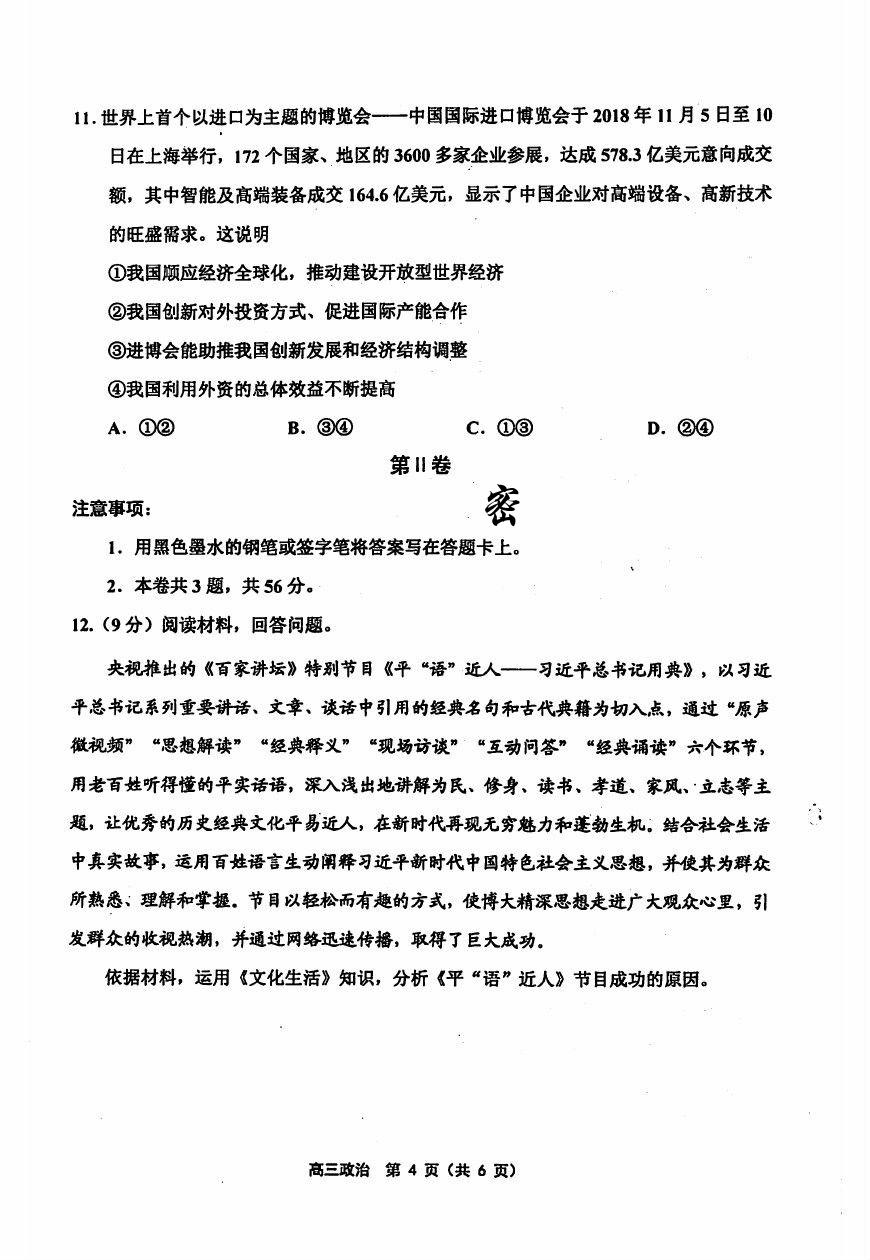 11.世界上首个以进口为主题的博览会——中国国际进口博览会于 2018 年 11 月 5 日至 10
日在上海举行，172 个国家、地区的 3600 多家企业参展，达成 578.3 亿美元意向成交
额，其中智能及高端装备成交 164.6 亿美元，显示了中国企业对高端设备、高新技术
的旺盛需求。这说明
①我国顺应经济全球化，推动建设开放型世界经济
②我国创新对外投资方式、促进国际产能合作
③进博会能助推我国创新发展和经济结构调整
④我国利用外资的总体效益不断提高
A．①② B．③④ C．①③ D．②④
第 II 卷
密
注意事项：
1．用黑色墨水的钢笔或签字笔将答案写在答题卡上。
2．本卷共 3 题，共 56 分。
12.（9 分）阅读材料，回答问题。
央视推出的《百家讲坛》特别节目《平“语”近人——习近平总书记用典》，以习近
平总书记系列重要讲话、文章、谈话中引用的经典名句和古代典籍为切入点，通过“原声
微视频”“思想解读”“经典释义”“现场访谈”“互动问答”“经典诵读”六个环节，
用老百姓听得懂的平实话语，深入浅出地讲解为民、修身、读书、孝道、家风、立志等主
题，让优秀的历史经典文化平易近人，在新时代再现无穷魅力和蓬勃生机。结合社会生活
中真实故事，运用百姓语言生动阐释习近平新时代中国特色社会主义思想，并使其为群众
所熟悉、理解和掌握。节目以轻松而有趣的方式，使博大精深思想走进广大观众心里，引
发群众的收视热潮，并通过网络迅速传播，取得了巨大成功。
依据材料，运用《文化生活》知识，分析《平“语”近人》节目成功的原因。
高三政治 第 4 页（共 6 页）